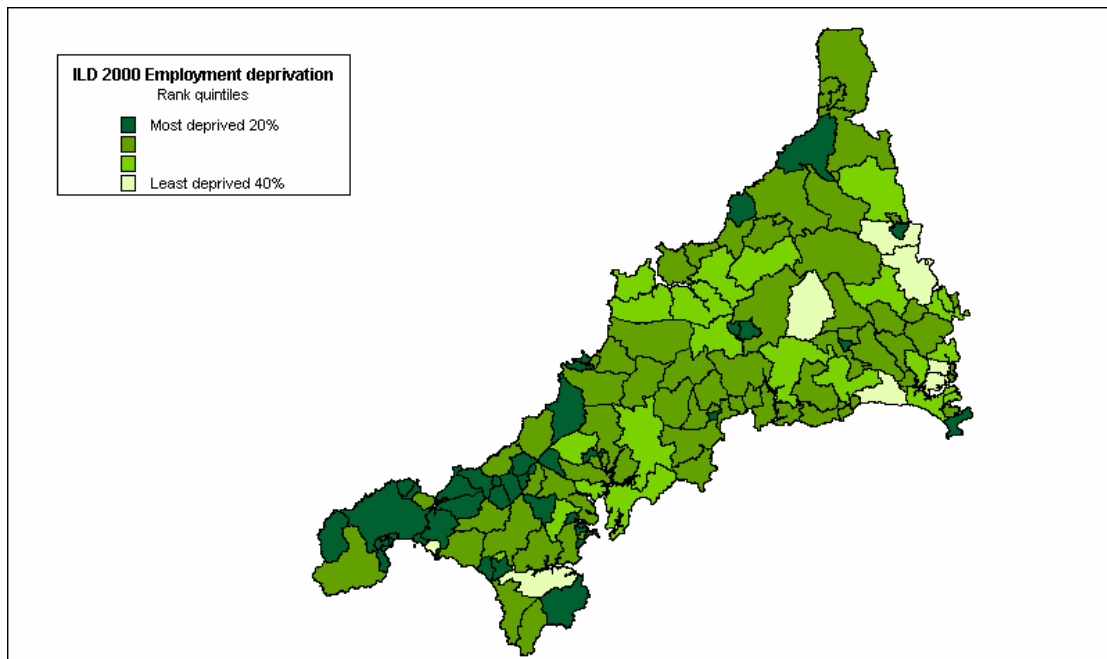 ILD 2000 Employment deprivation
Rank quintiles
Most deprived 20%
Least deprived 40%